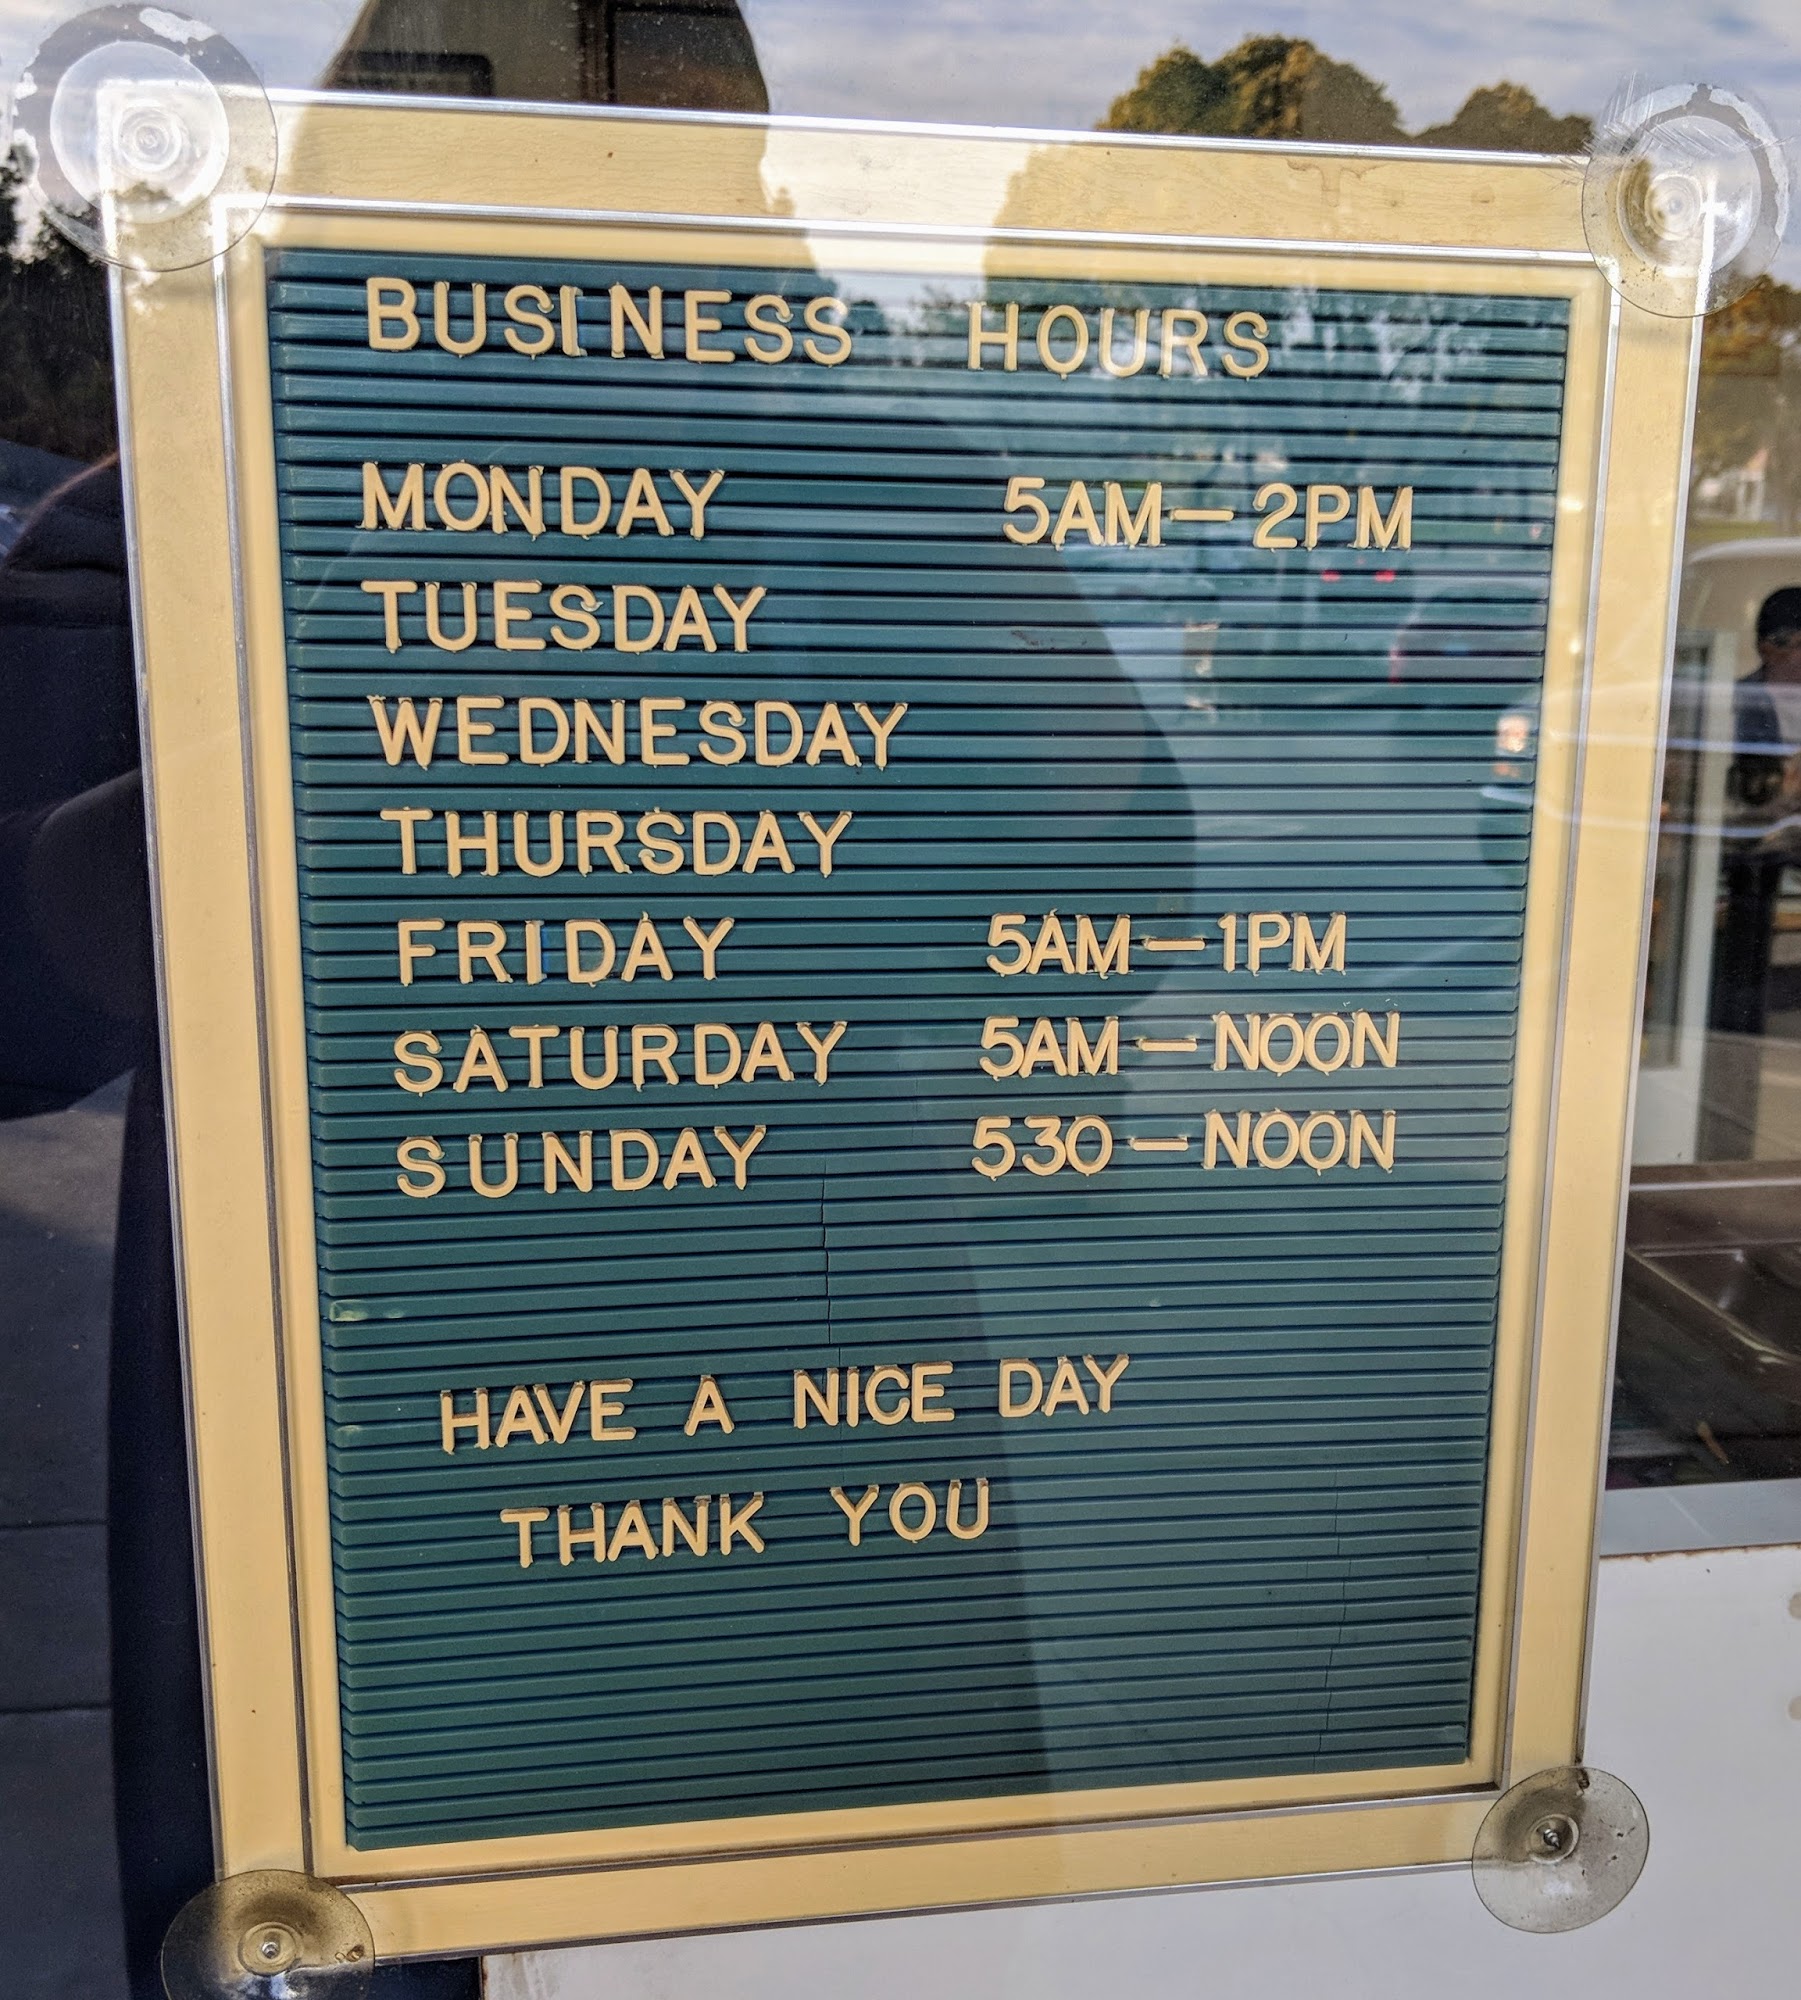 BUSINESS HOURS
MONDAY 5AM—2PM
TUESDAY
WEDNESDAY
THURSDAY
FRIDAY 5AM—1PM
SATURDAY 5AM—NOON
SUNDAY 530—NOON
HAVE A NICE DAY
THANK YOU